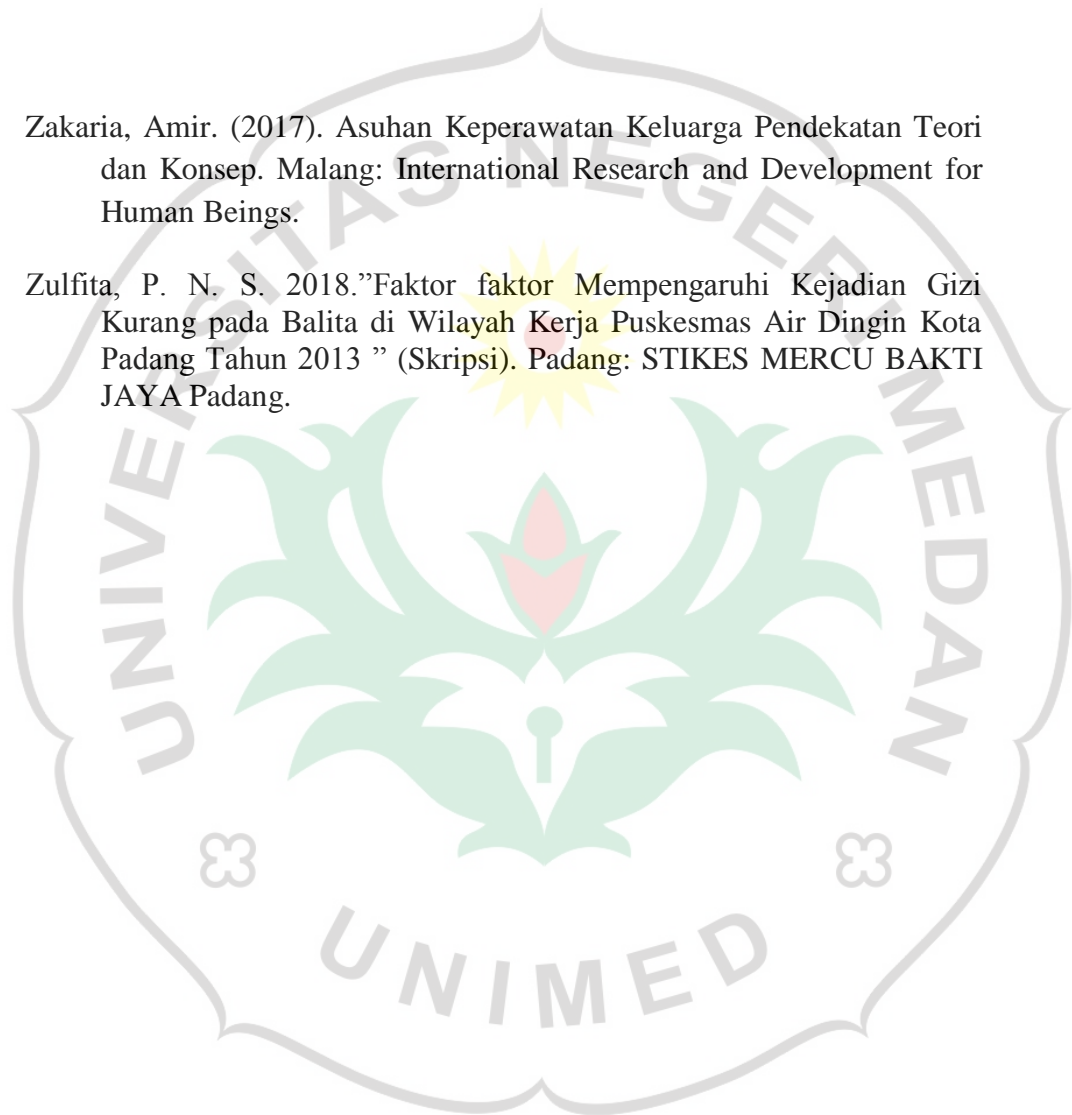 Zakaria, Amir. (2017). Asuhan Keperawatan Keluarga Pendekatan Teori
dan Konsep. Malang: International Research and Development for
Human Beings.
Zulfita, P. N. S. 2018.”Faktor faktor Mempengaruhi Kejadian Gizi
Kurang pada Balita di Wilayah Kerja Puskesmas Air Dingin Kota
Padang Tahun 2013 ” (Skripsi). Padang: STIKES MERCU BAKTI
JAYA Padang.
UNIVERSITAS NEGERI MEDAN
UNIMED